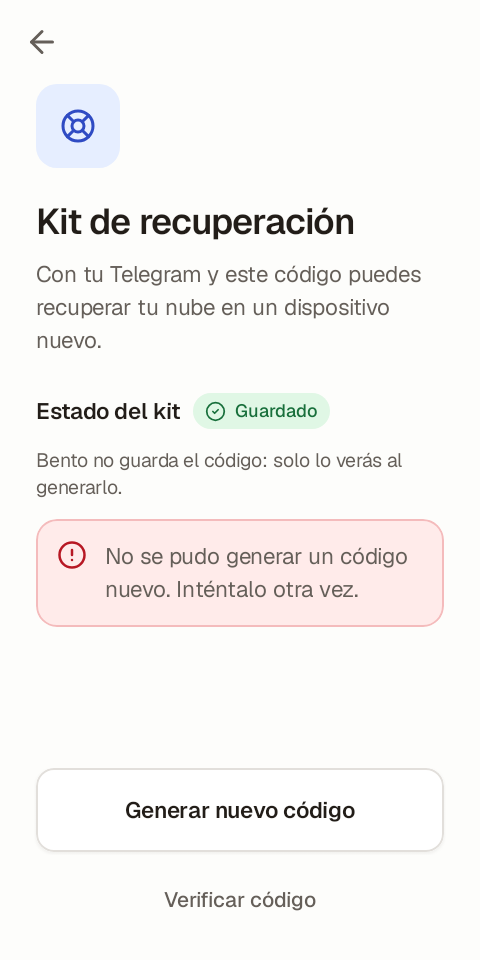 Kit de recuperación
Con tu Telegram y este código puedes
recuperar tu nube en un dispositivo
nuevo.
Estado del kit
Guardado
Bento no guarda el código: solo lo verás al
generarlo.
No se pudo generar un código
nuevo. Inténtalo otra vez.
Generar nuevo código
Verificar código